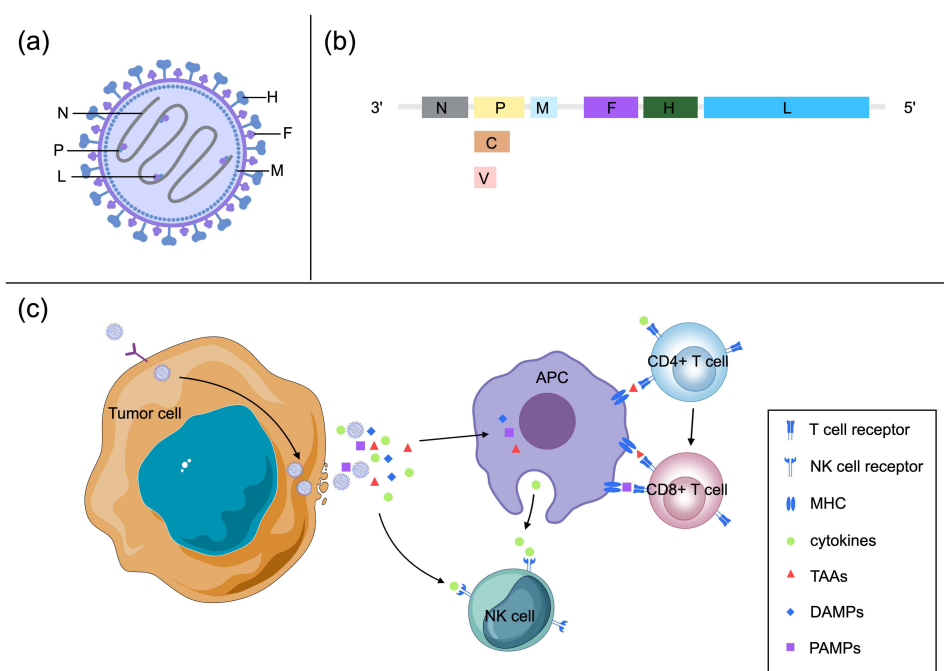 (a)
H
N
F
P
M
L
(b)
3'
N
P
M
F
H
L
5'
C
V
(c)
Tumor cell
APC
CD4+ T cell
CD8+ T cell
NK cell
T cell receptor
NK cell receptor
MHC
cytokines
TAAs
DAMPs
PAMPs